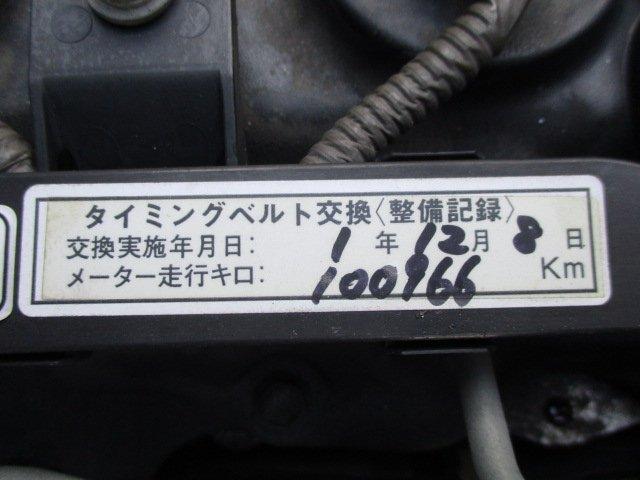 タイミングベルト交換〈整備記録〉
交換実施年月日: 1 年 12 月 8 日
メーター走行キロ: 100966 Km